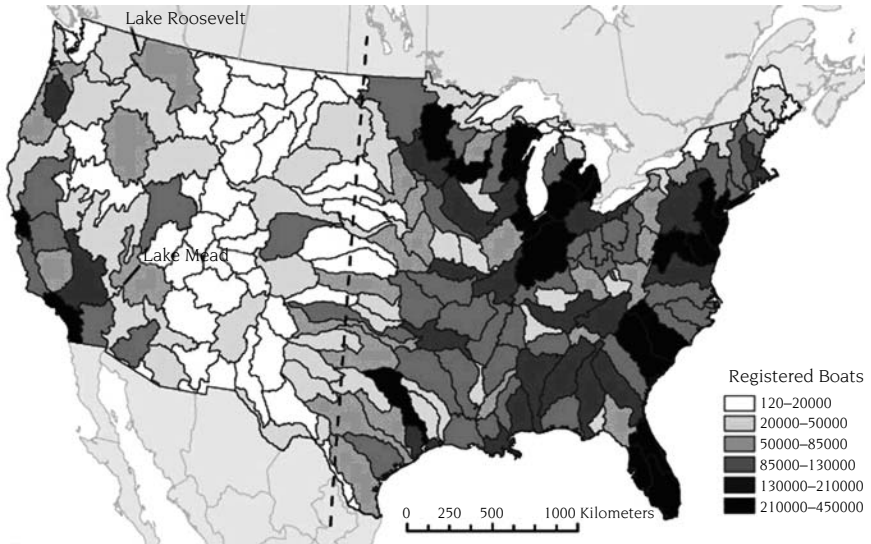 Lake Roosevelt
Lake Mead
Registered Boats
120–20000
20000–50000
50000–85000
85000–130000
130000–210000
210000–450000
0 250 500 1000 Kilometers